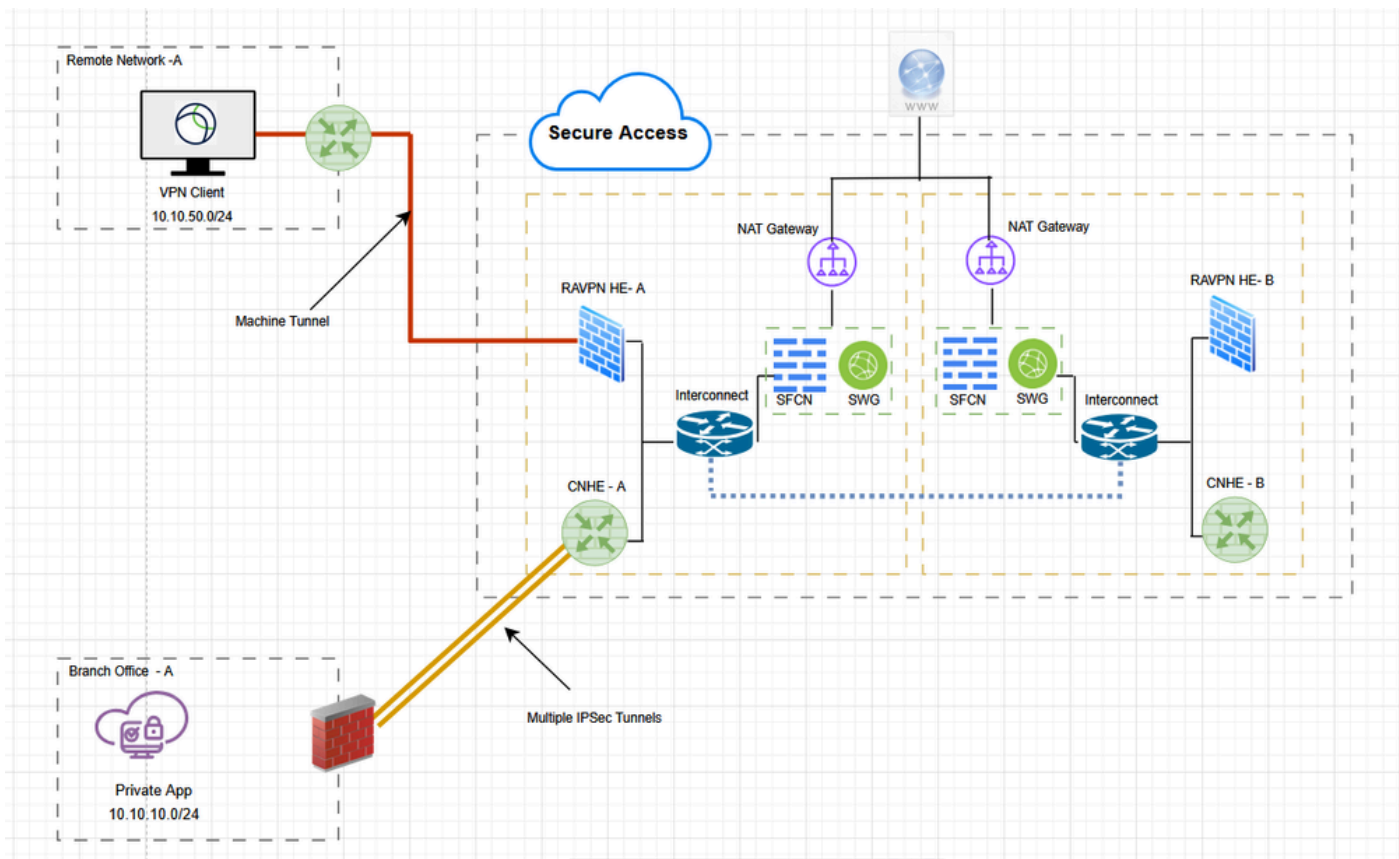 Remote Network -A
VPN Client
10.10.50.0/24
Machine Tunnel
Secure Access
WWW
NAT Gateway
NAT Gateway
RAVPN HE- A
RAVPN HE- B
Interconnect
SFCN
SWG
SFCN
SWG
Interconnect
CNHE - A
CNHE - B
Branch Office - A
Multiple IPSec Tunnels
Private App
10.10.10.0/24